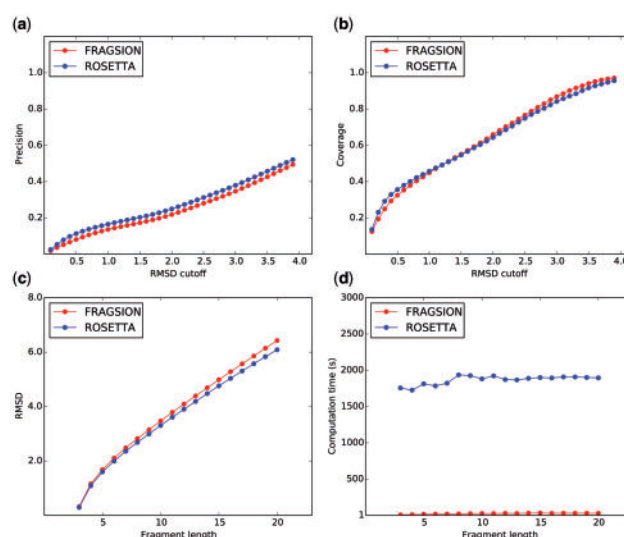 (a)
FRAGSION
ROSETTA
1.0
0.8
0.6
0.4
0.2
Precision
0.5 1.0 1.5 2.0 2.5 3.0 3.5 4.0
RMSD cutoff
(b)
FRAGSION
ROSETTA
1.0
0.8
0.6
0.4
0.2
Coverage
0.5 1.0 1.5 2.0 2.5 3.0 3.5 4.0
RMSD cutoff
(c)
8.0
FRAGSION
ROSETTA
6.0
4.0
2.0
RMSD
5 10 15 20
Fragment length
(d)
3000
FRAGSION
ROSETTA
2500
2000
1500
1000
500
1
Computation time (s)
5 10 15 20
Fragment length